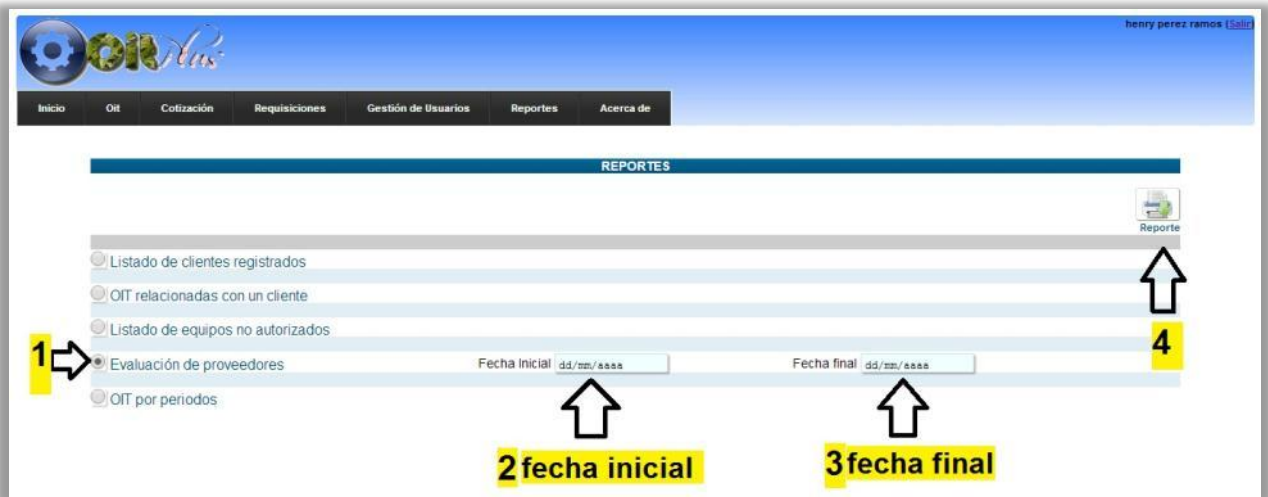 henry perez ramos (Salir)
OIT Plus
Inicio Oit Cotización Requisiciones Gestión de Usuarios Reportes Acerca de
REPORTES
Reporte
Listado de clientes registrados
OIT relacionadas con un cliente
Listado de equipos no autorizados
1 Evaluación de proveedores Fecha Inicial dd/mm/aaaa Fecha final dd/mm/aaaa
4
OIT por periodos
2 fecha inicial 3 fecha final